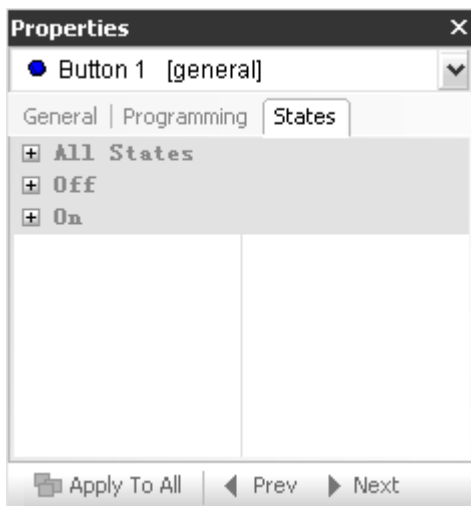 Properties
Button 1 [general]
General | Programming States
All States
Off
On
Apply To All Prev Next